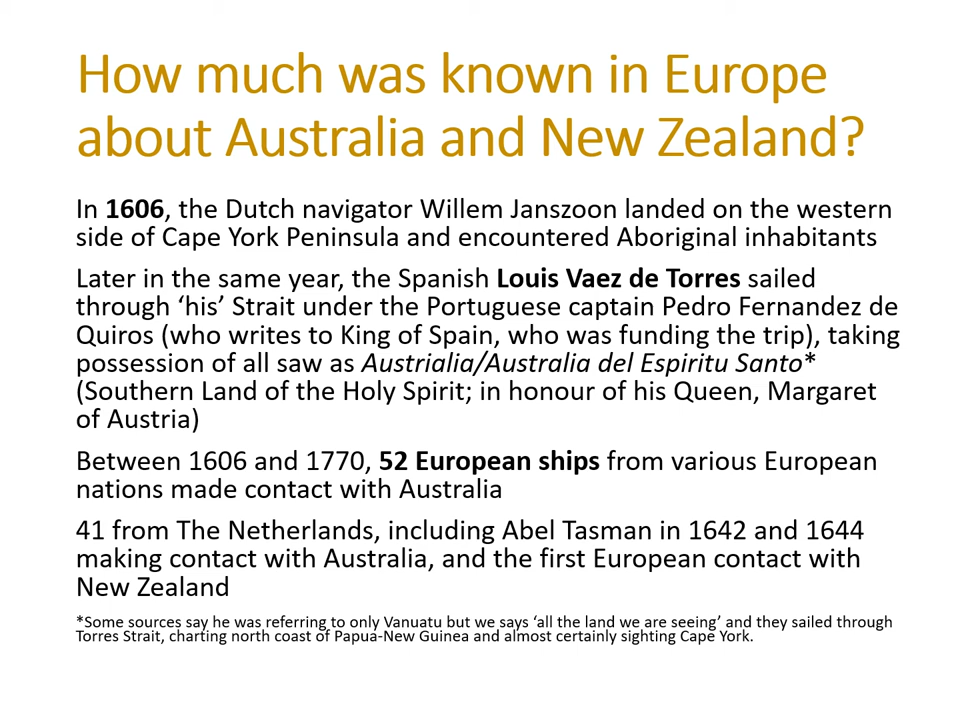 How much was known in Europe
about Australia and New Zealand?
In 1606, the Dutch navigator Willem Janszoon landed on the western
side of Cape York Peninsula and encountered Aboriginal inhabitants
Later in the same year, the Spanish Louis Vaez de Torres sailed
through ‘his’ Strait under the Portuguese captain Pedro Fernandez de
Quiros (who writes to King of Spain, who was funding the trip), taking
possession of all saw as Austrialia/Australia del Espiritu Santo*
(Southern Land of the Holy Spirit; in honour of his Queen, Margaret
of Austria)
Between 1606 and 1770, 52 European ships from various European
nations made contact with Australia
41 from The Netherlands, including Abel Tasman in 1642 and 1644
making contact with Australia, and the first European contact with
New Zealand
*Some sources say he was referring to only Vanuatu but we says ‘all the land we are seeing’ and they sailed through
Torres Strait, charting north coast of Papua-New Guinea and almost certainly sighting Cape York.